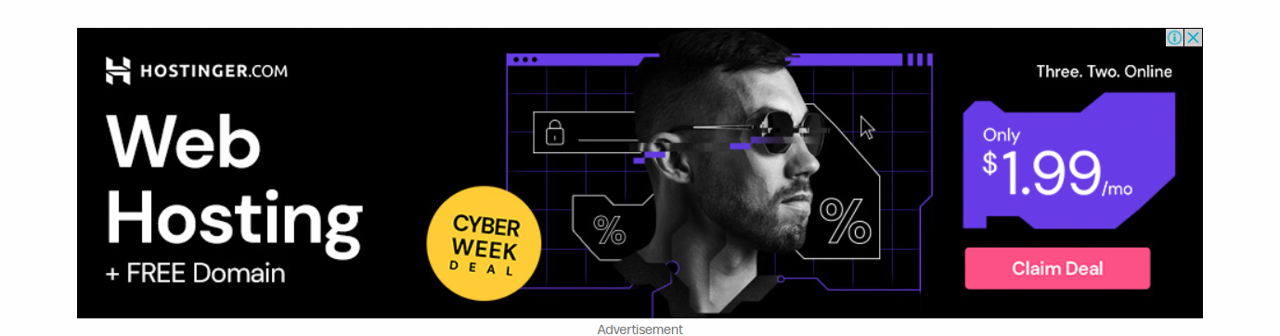 HOSTINGER.COM
Web
Hosting
+ FREE Domain
CYBER
WEEK
DEAL
%
%
Three. Two. Online
Only
$1.99/mo
Claim Deal
Advertisement